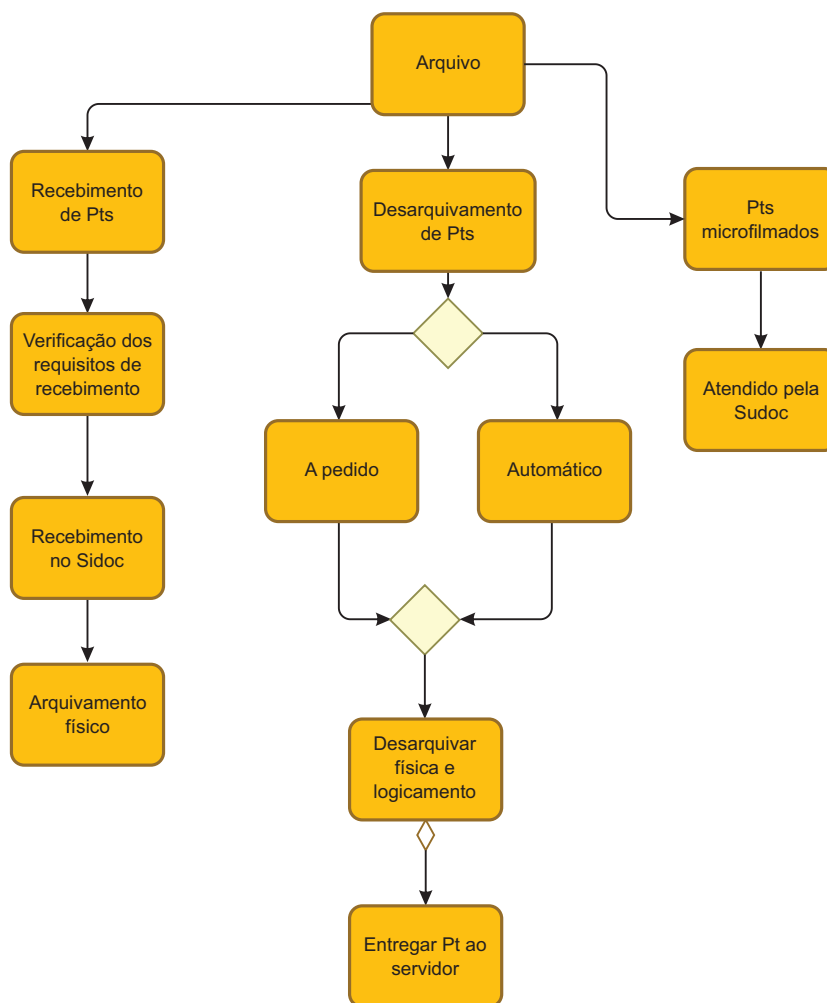 Arquivo
Recebimento
de Pts
Desarquivamento
de Pts
Pts
microfilmados
Verificação dos
requisitos de
recebimento
Atendido pela
Sudoc
A pedido
Automático
Recebimento
no Sidoc
Arquivamento
físico
Desarquivar
física e
logicamento
Entregar Pt ao
servidor